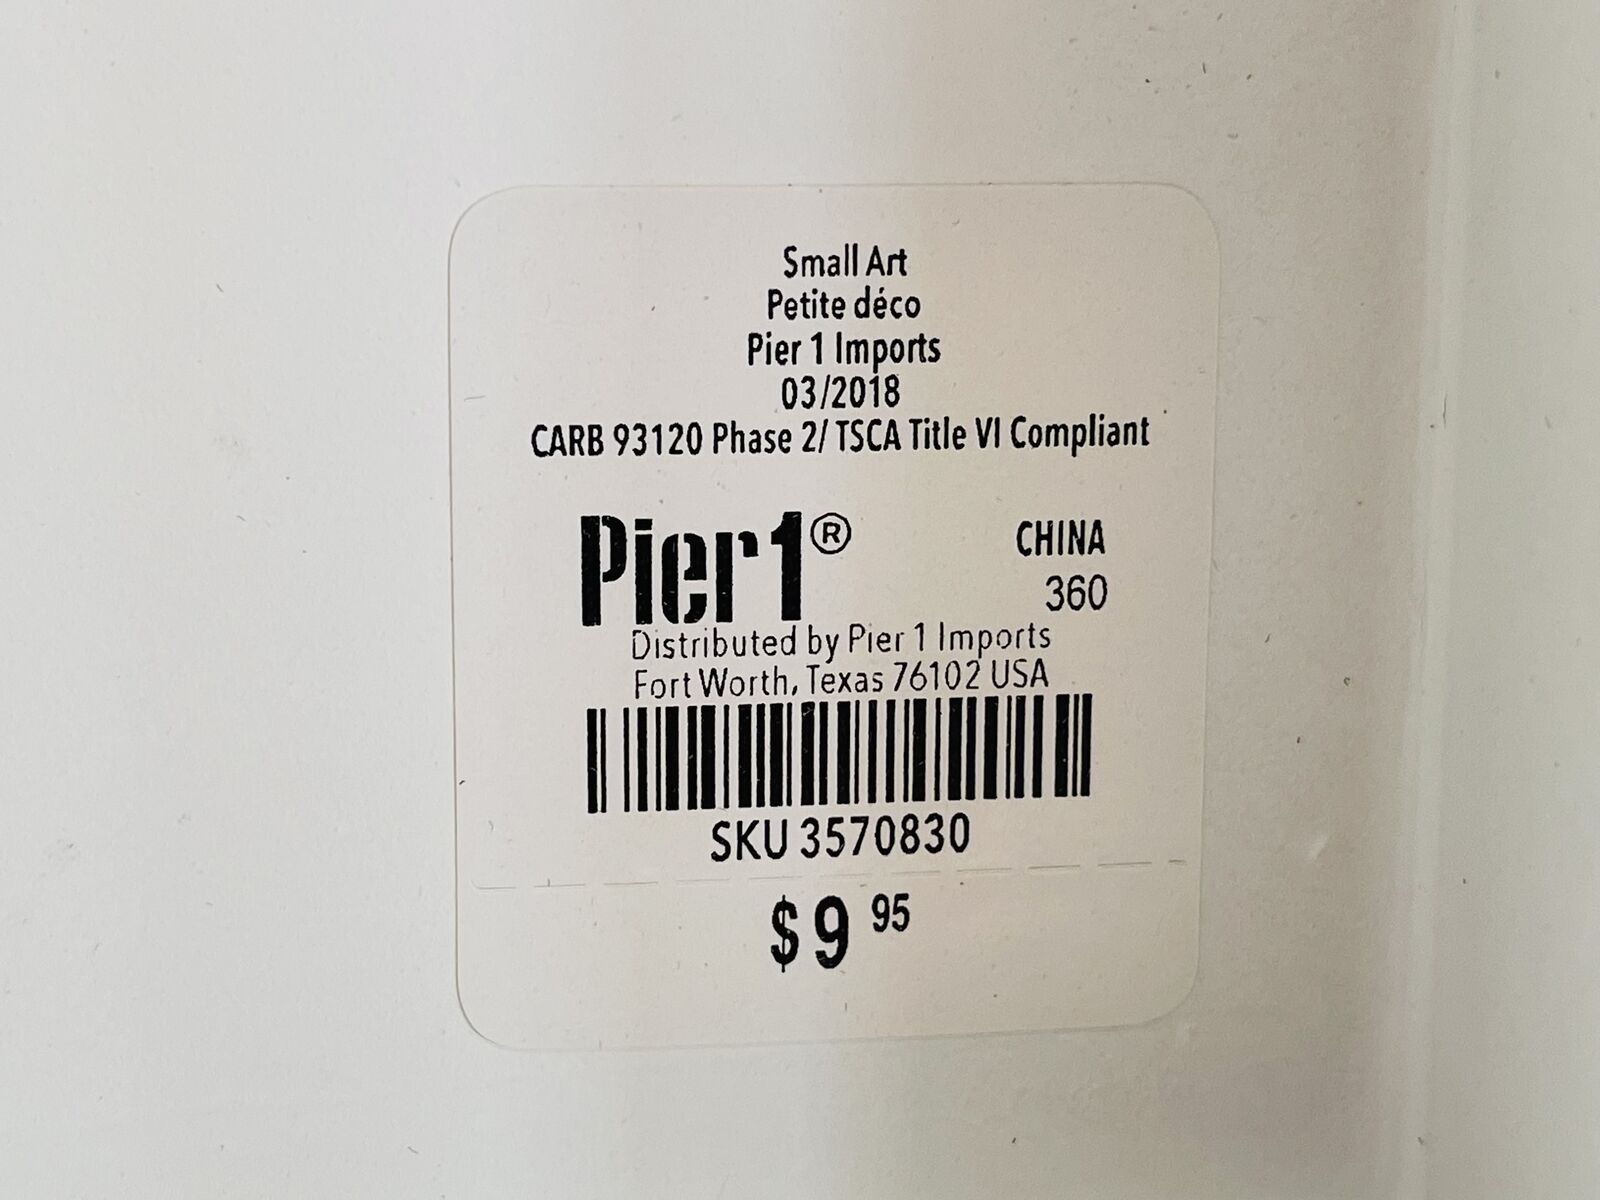 Small Art
Petite déco
Pier 1 Imports
03/2018
CARB 93120 Phase 2/ TSCA Title VI Compliant
Pier1® CHINA
360
Distributed by Pier 1 Imports
Fort Worth, Texas 76102 USA
SKU 3570830
$9 95